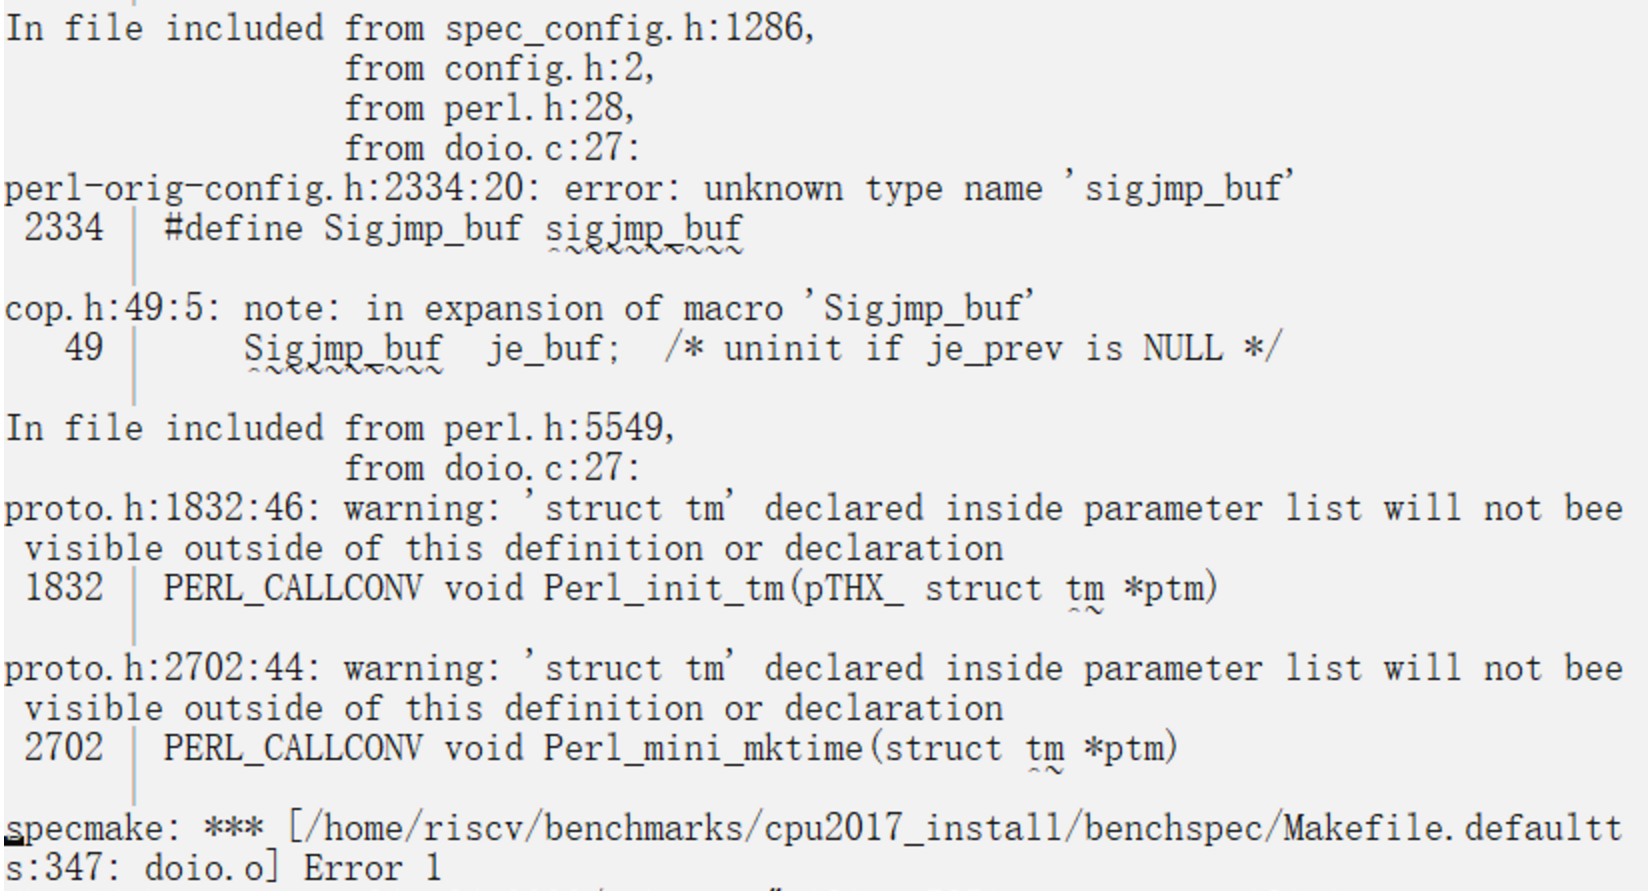 In file included from spec_config.h:1286,
                 from config.h:2,
                 from perl.h:28,
                 from doio.c:27:
perl-orig-config.h:2334:20: error: unknown type name 'sigjmp_buf'
 2334 | #define Sigjmp_buf sigjmp_buf
      |                    ^~~~~~~~~~
cop.h:49:5: note: in expansion of macro 'Sigjmp_buf'
   49 |     Sigjmp_buf  je_buf;  /* uninit if je_prev is NULL */
      |     ^~~~~~~~~~
In file included from perl.h:5549,
                 from doio.c:27:
proto.h:1832:46: warning: 'struct tm' declared inside parameter list will not bee
 visible outside of this definition or declaration
 1832 | PERL_CALLCONV void Perl_init_tm(pTHX_ struct tm *ptm)
      |                                              ^~
proto.h:2702:44: warning: 'struct tm' declared inside parameter list will not bee
 visible outside of this definition or declaration
 2702 | PERL_CALLCONV void Perl_mini_mktime(struct tm *ptm)
      |                                            ^~
specmake: *** [/home/riscv/benchmarks/cpu2017_install/benchspec/Makefile.defaultt
s:347: doio.o] Error 1